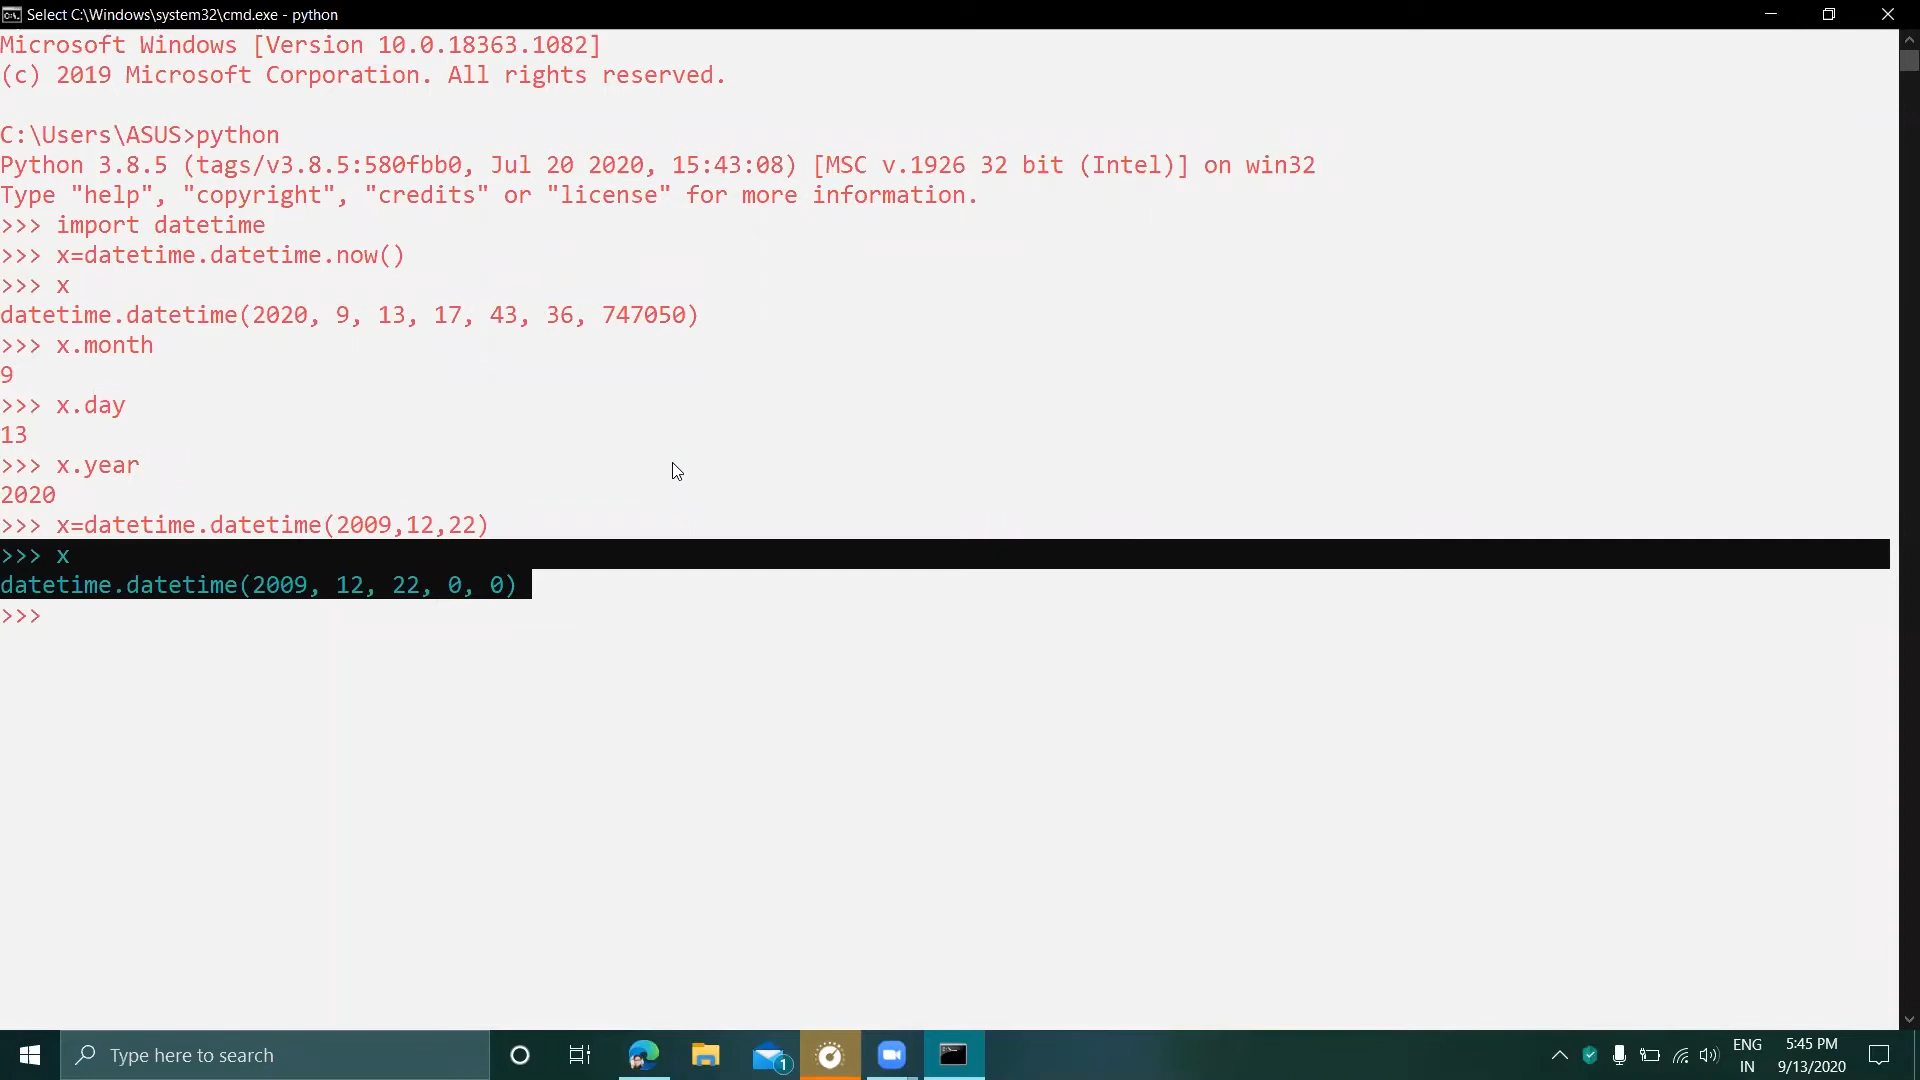 Select C:\Windows\system32\cmd.exe - python
Microsoft Windows [Version 10.0.18363.1082]
(c) 2019 Microsoft Corporation. All rights reserved.
C:\Users\ASUS>python
Python 3.8.5 (tags/v3.8.5:580fbb0, Jul 20 2020, 15:43:08) [MSC v.1926 32 bit (Intel)] on win32
Type "help", "copyright", "credits" or "license" for more information.
>>> import datetime
>>> x=datetime.datetime.now()
>>> x
datetime.datetime(2020, 9, 13, 17, 43, 36, 747050)
>>> x.month
9
>>> x.day
13
>>> x.year
2020
>>> x=datetime.datetime(2009,12,22)
>>> x
datetime.datetime(2009, 12, 22, 0, 0)
>>>
Type here to search
1
ENG
IN
5:45 PM
9/13/2020